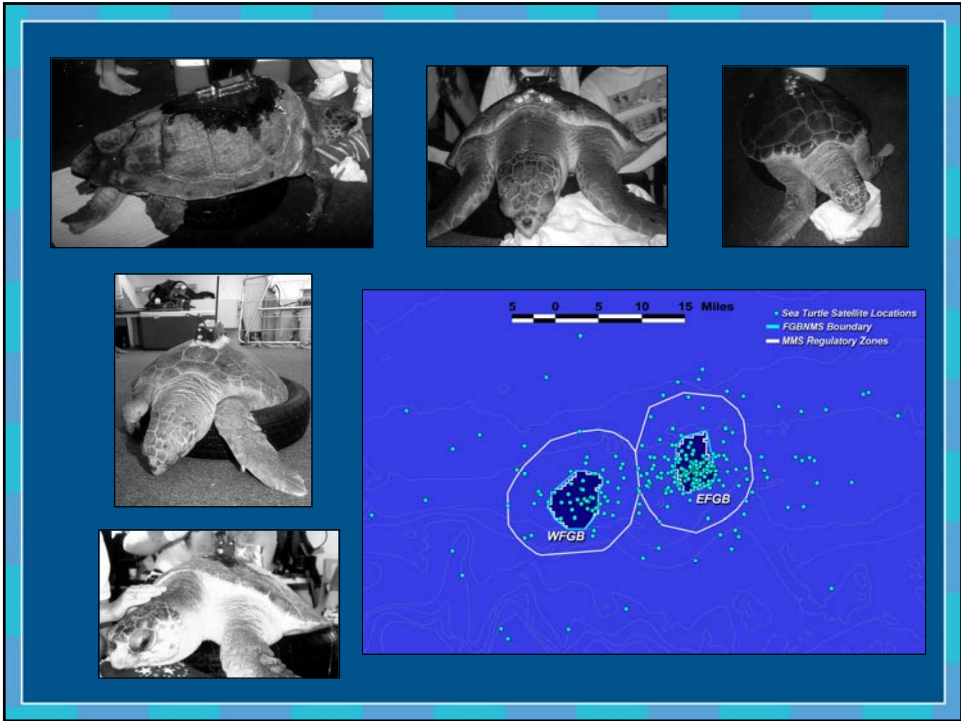 5 0 5 10 15 Miles
Sea Turtle Satellite Locations
FGBNMS Boundary
MMS Regulatory Zones
EFGB
WFGB